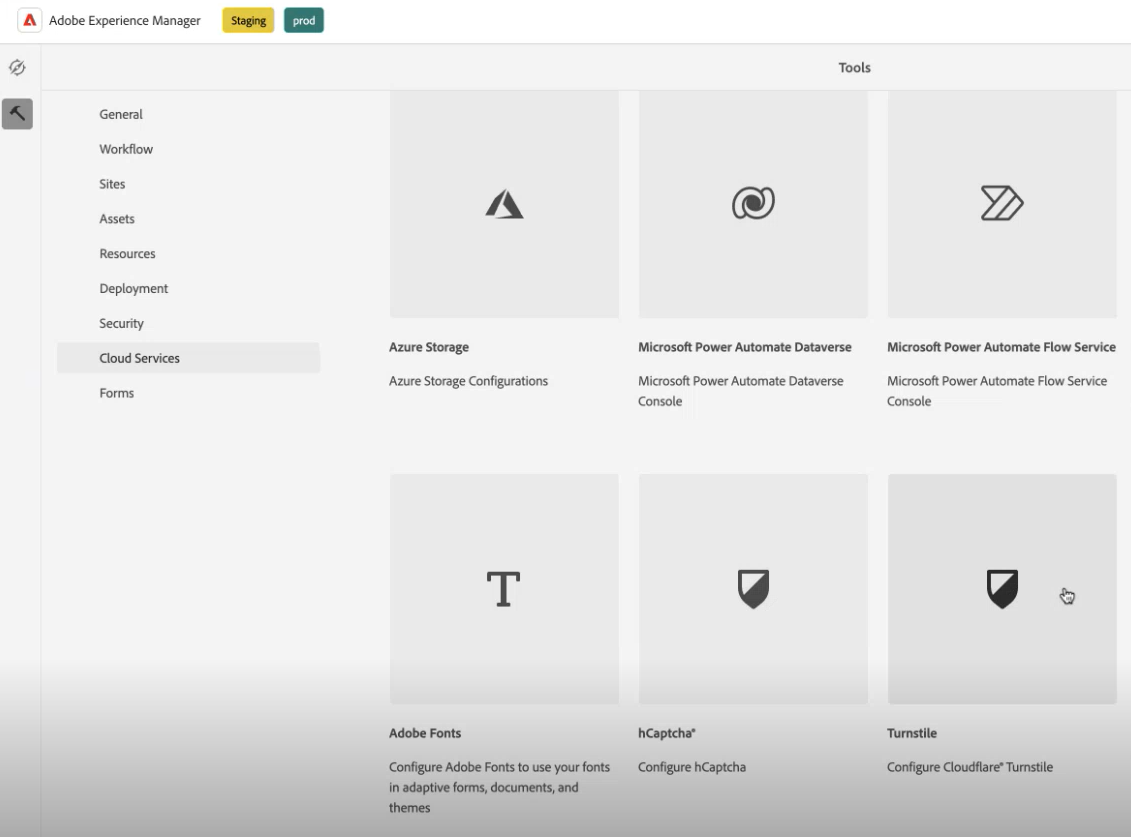 Adobe Experience Manager
Staging
prod
Tools
General
Workflow
Sites
Assets
Resources
Deployment
Security
Cloud Services
Forms
Azure Storage
Azure Storage Configurations
Microsoft Power Automate Dataverse
Microsoft Power Automate Dataverse
Console
Microsoft Power Automate Flow Service
Microsoft Power Automate Flow Service
Console
Adobe Fonts
Configure Adobe Fonts to use your fonts
in adaptive forms, documents, and
themes
hCaptcha®
Configure hCaptcha
Turnstile
Configure Cloudflare® Turnstile